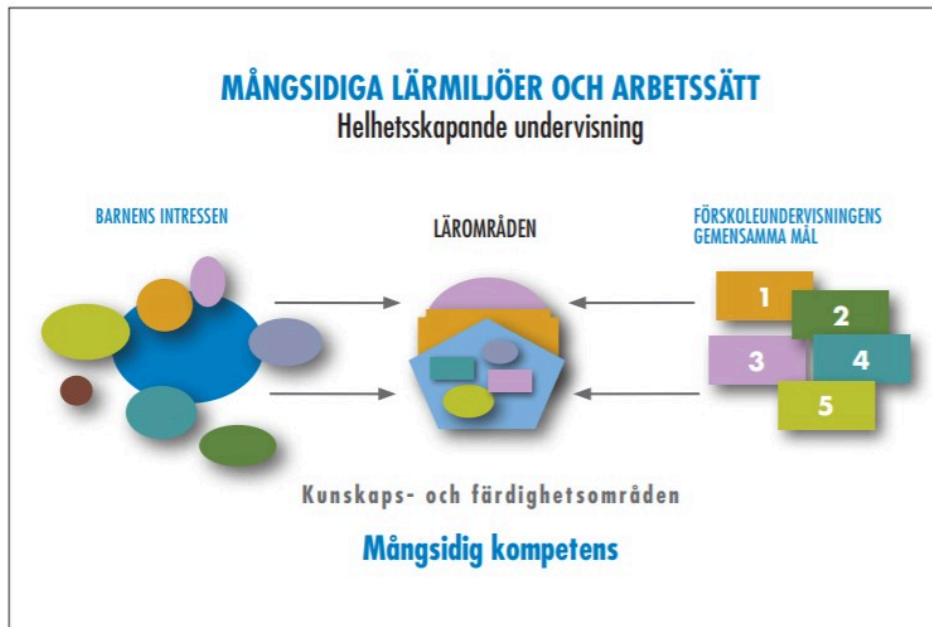 MÅNGSIDIGA LÄRMILJÖER OCH ARBETSSÄTT
Helhetsskapande undervisning
BARNENS INTRESSEN
LÄROMRÅDEN
FÖRSKOLEUNDERVISNINGENS
GEMENSAMMA MÅL
1
2
3
4
5
Kunskaps- och färdighetsområden
Mångsidig kompetens